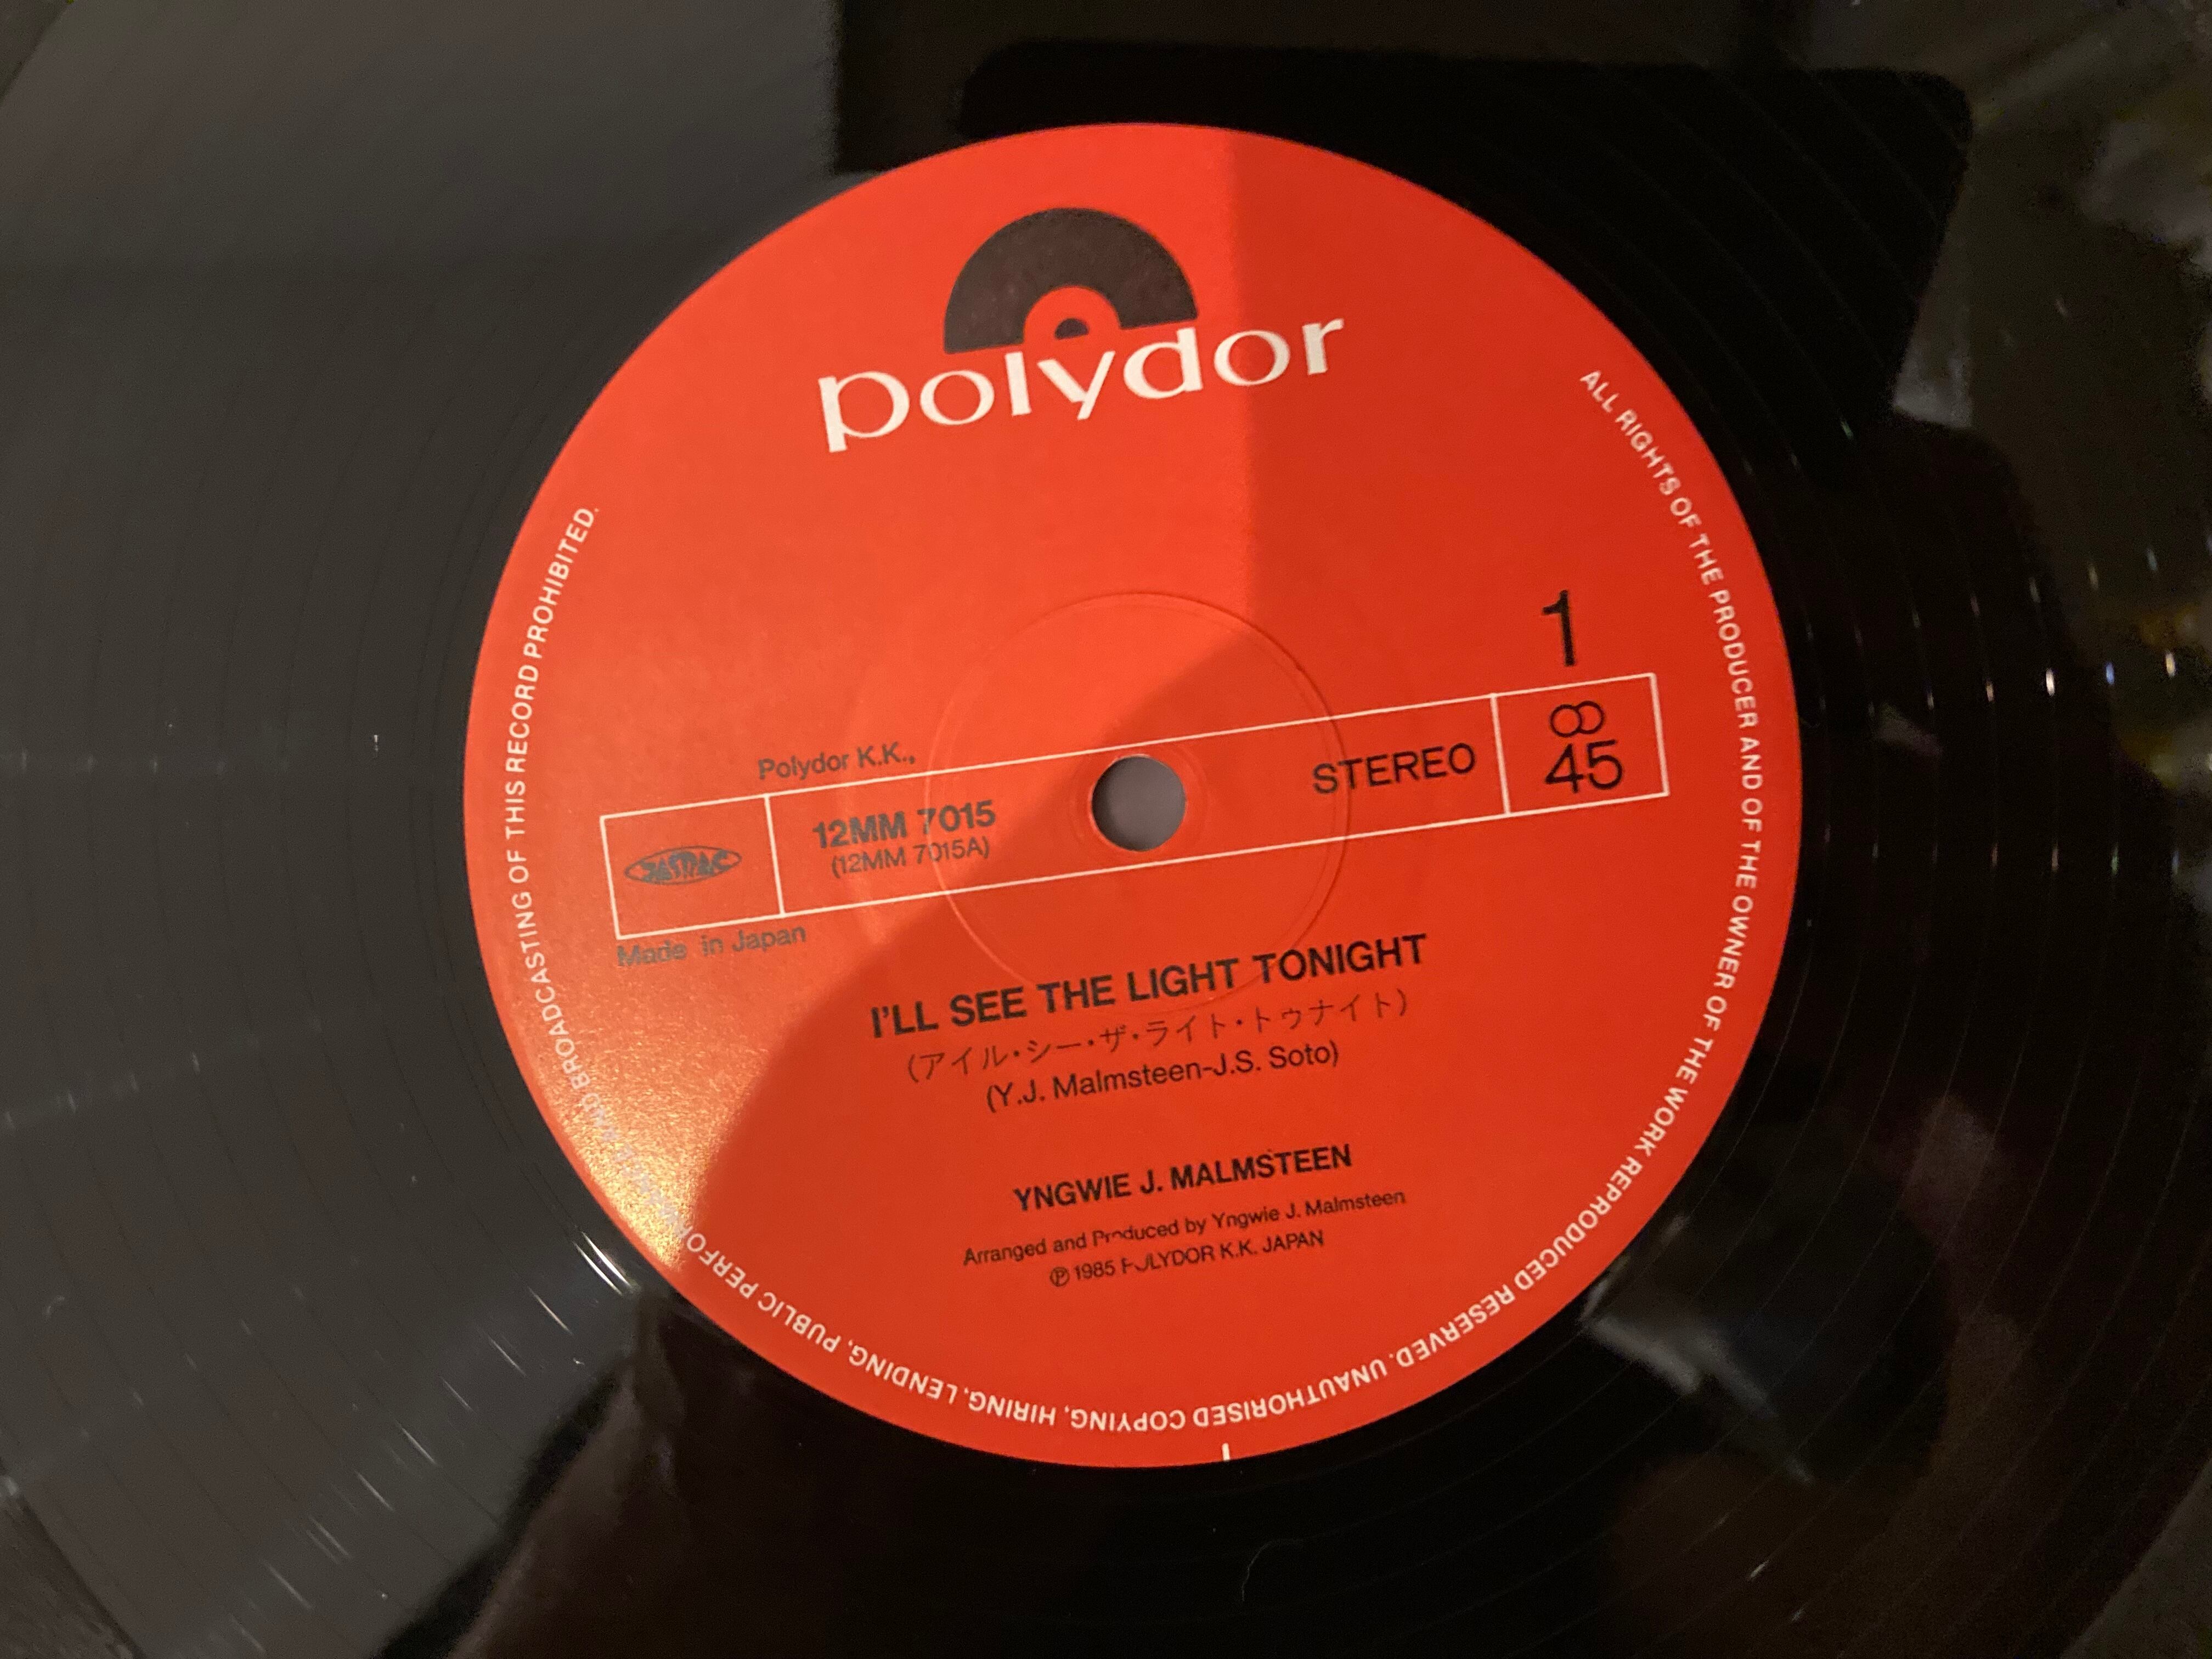 polydor
1
Polydor K.K.,
JASRAC
12MM 7015
(12MM 7015A)
STEREO
45
Made in Japan
I'LL SEE THE LIGHT TONIGHT
(アイル・シー・ザ・ライト・トゥナイト)
(Y.J. Malmsteen-J.S. Soto)
YNGWIE J. MALMSTEEN
Arranged and Produced by Yngwie J. Malmsteen
Ⓟ 1985 POLYDOR K.K. JAPAN
ALL RIGHTS OF THE PRODUCER AND OF THE OWNER OF THE WORK REPRODUCED RESERVED. UNAUTHORISED COPYING, HIRING, LENDING, PUBLIC PERFORMANCE AND BROADCASTING OF THIS RECORD PROHIBITED.